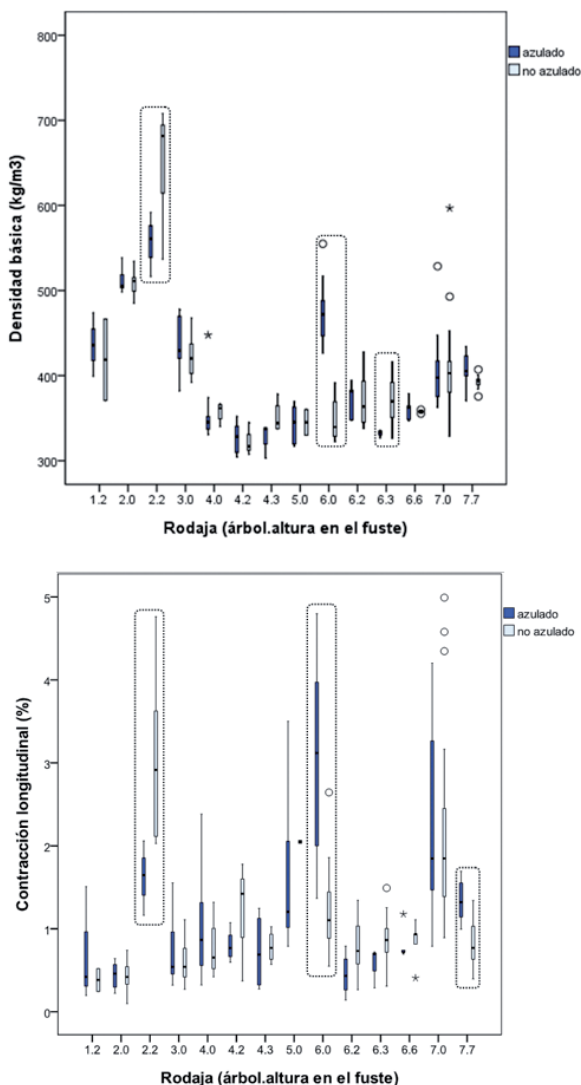 800
700
600
500
400
300
Densidad básica (kg/m3)
azulado
no azulado
1.2 2.0 2.2 3.0 4.0 4.2 4.3 5.0 6.0 6.2 6.3 6.6 7.0 7.7
Rodaja (árbol.altura en el fuste)
5
4
3
2
1
0
Contracción longitudinal (%)
azulado
no azulado
1.2 2.0 2.2 3.0 4.0 4.2 4.3 5.0 6.0 6.2 6.3 6.6 7.0 7.7
Rodaja (árbol.altura en el fuste)